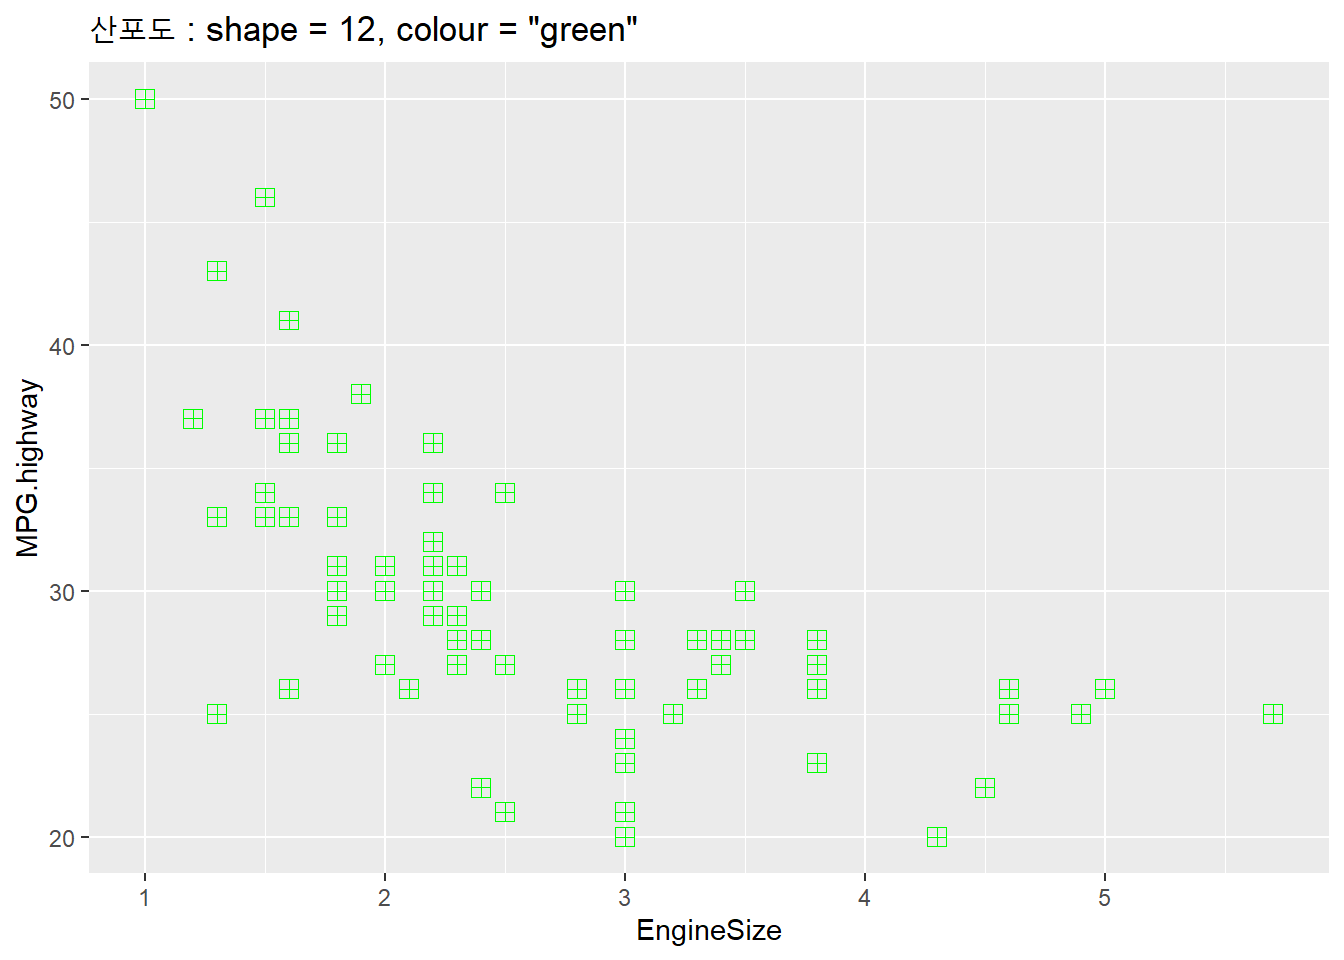 산포도 : shape = 12, colour = "green"
50
40
30
20
MPG.highway
1 2 3 4 5
EngineSize